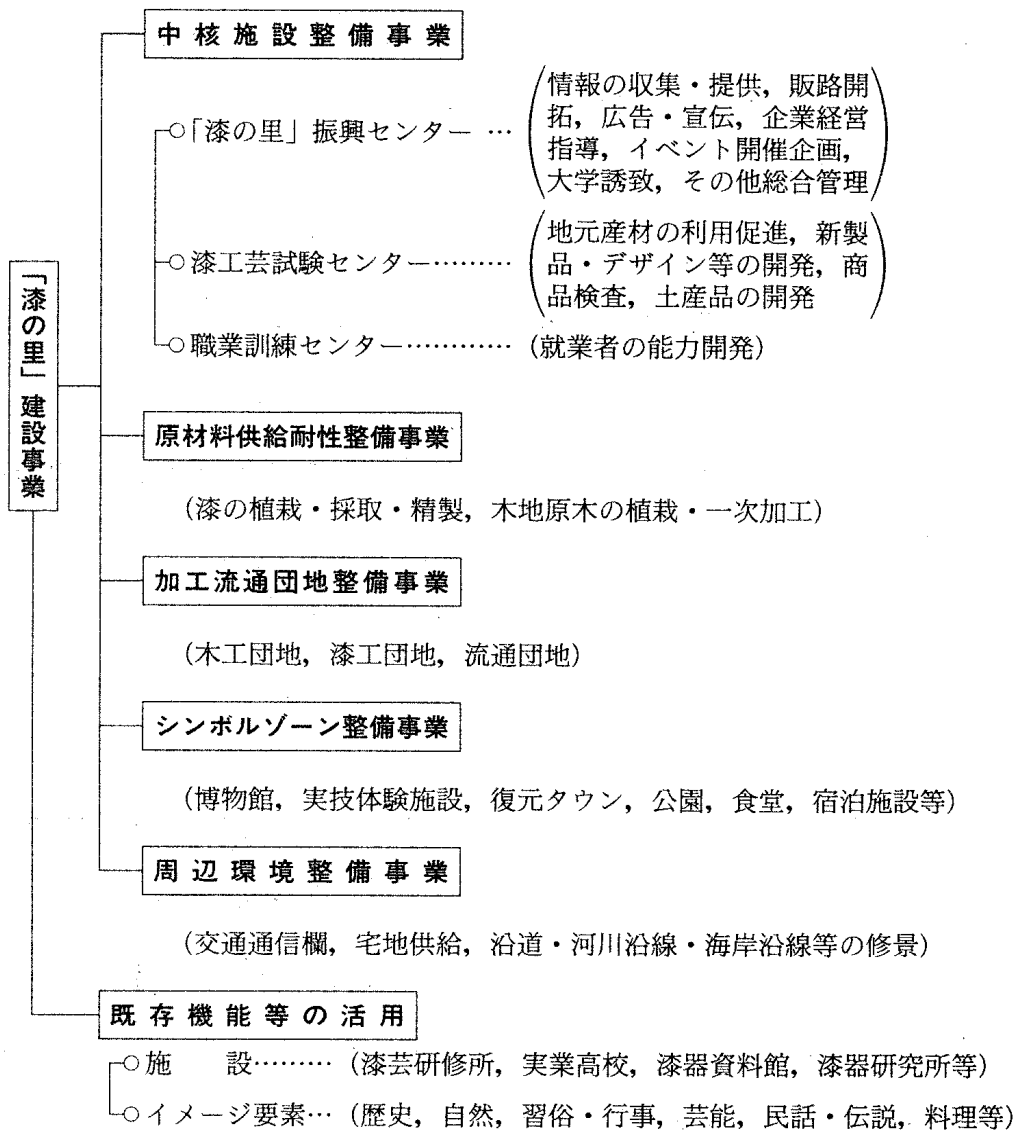 「漆の里」建設事業
中核施設整備事業
○「漆の里」振興センター …
情報の収集・提供，販路開
拓，広告・宣伝，企業経営
指導，イベント開催企画，
大学誘致，その他総合管理
○漆工芸試験センター………
地元産材の利用促進，新製
品・デザイン等の開発，商
品検査，土産品の開発
○職業訓練センター…………（就業者の能力開発）
原材料供給耐性整備事業
（漆の植栽・採取・精製，木地原木の植栽・一次加工）
加工流通団地整備事業
（木工団地，漆工団地，流通団地）
シンボルゾーン整備事業
（博物館，実技体験施設，復元タウン，公園，食堂，宿泊施設等）
周辺環境整備事業
（交通通信欄，宅地供給，沿道・河川沿線・海岸沿線等の修景）
既存機能等の活用
○施　設………（漆芸研修所，実業高校，漆器資料館，漆器研究所等）
○イメージ要素…（歴史，自然，習俗・行事，芸能，民話・伝説，料理等）